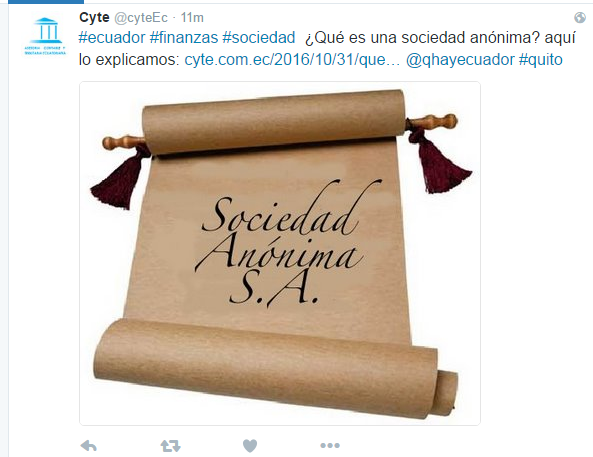 Cyte @cyteEc · 11m
#ecuador #finanzas #sociedad ¿Qué es una sociedad anónima? aquí
lo explicamos: cyte.com.ec/2016/10/31/que… @qhayecuador #quito
Sociedad
Anónima
S.A.